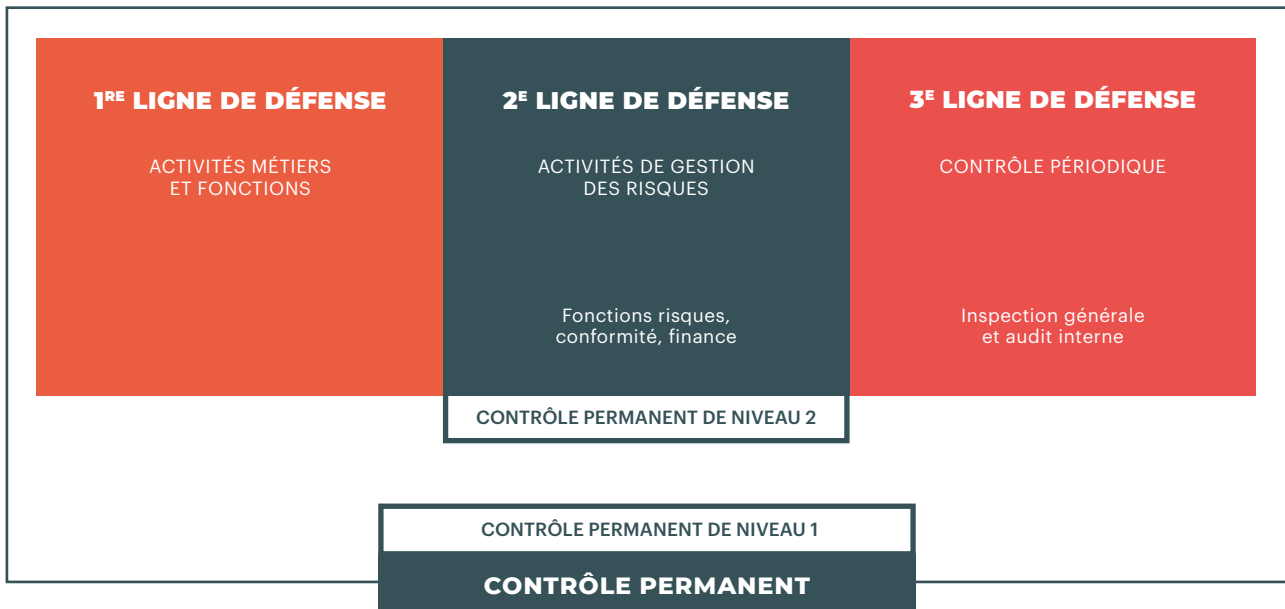 1RE LIGNE DE DÉFENSE
ACTIVITÉS MÉTIERS
ET FONCTIONS
2E LIGNE DE DÉFENSE
ACTIVITÉS DE GESTION
DES RISQUES
Fonctions risques,
conformité, finance
3E LIGNE DE DÉFENSE
CONTRÔLE PÉRIODIQUE
Inspection générale
et audit interne
CONTRÔLE PERMANENT DE NIVEAU 2
CONTRÔLE PERMANENT DE NIVEAU 1
CONTRÔLE PERMANENT